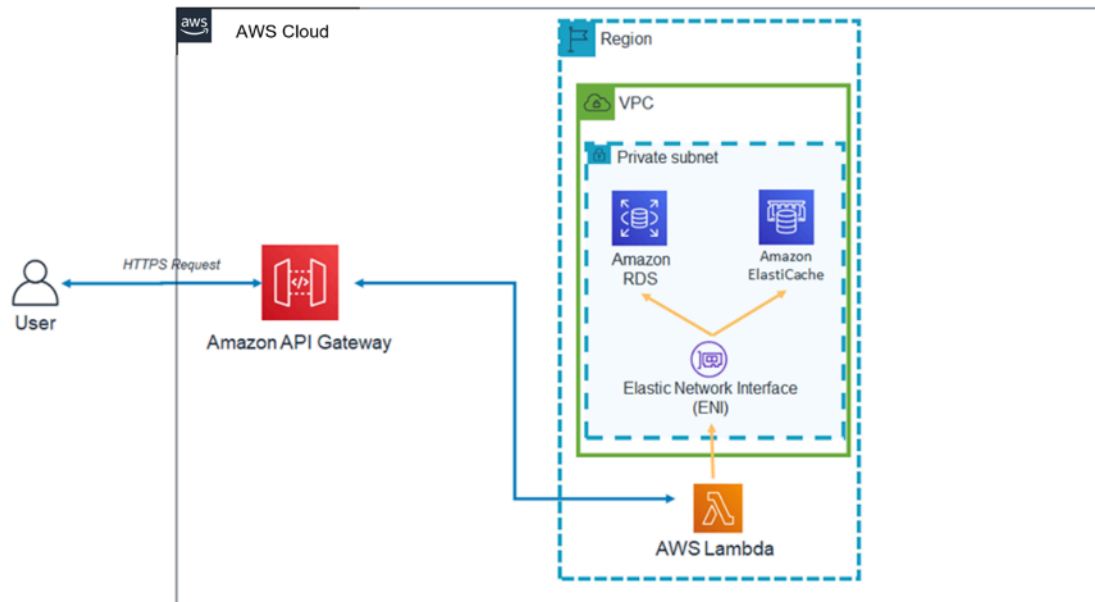 aws
AWS Cloud
Region
VPC
Private subnet
Amazon
RDS
Amazon
ElastiCache
HTTPS Request
</>
User
Amazon API Gateway
Elastic Network Interface
(ENI)
AWS Lambda